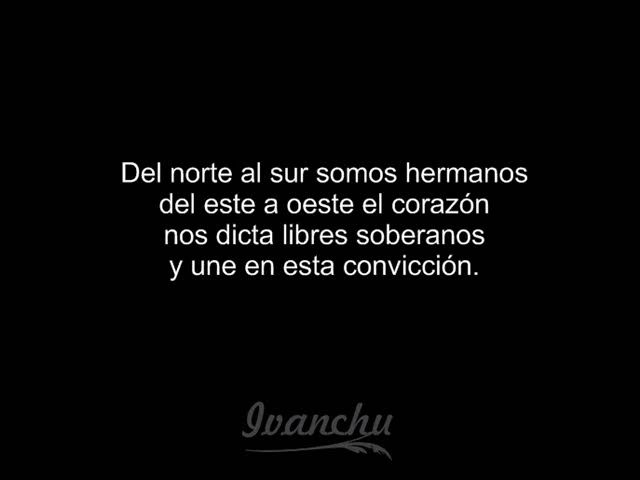 Del norte al sur somos hermanos
del este a oeste el corazón
nos dicta libres soberanos
y une en esta convicción.
Ivanchu